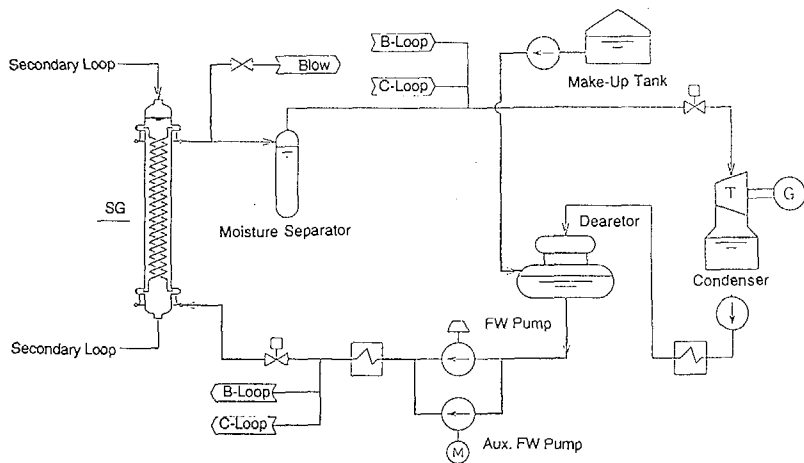 B-Loop
Secondary Loop
Blow
C-Loop
Make-Up Tank
SG
Moisture Separator
T
G
Dearetor
Condenser
FW Pump
Secondary Loop
B-Loop
C-Loop
M
Aux. FW Pump